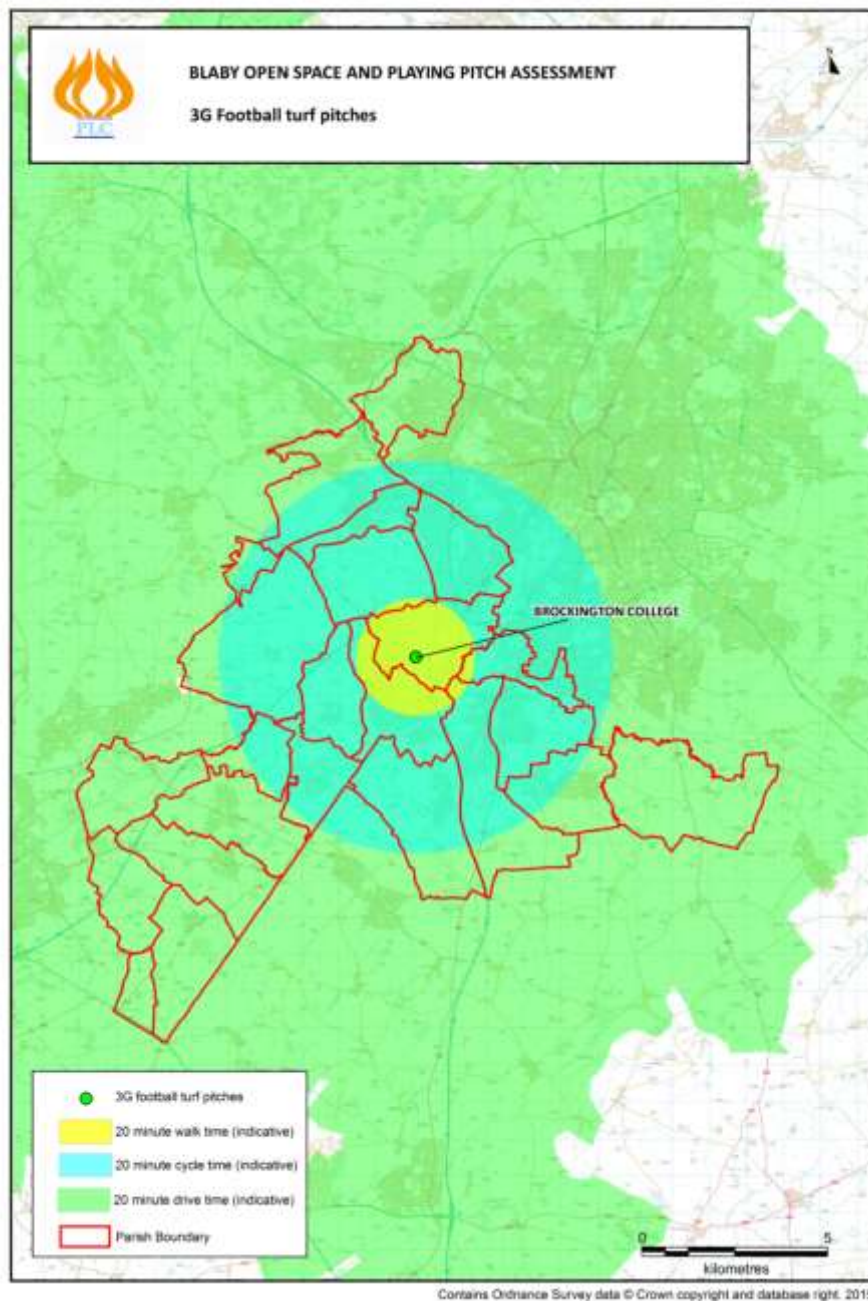 BLABY OPEN SPACE AND PLAYING PITCH ASSESSMENT
3G Football turf pitches
PLC
N
BROCKINGTON COLLEGE
3G football turf pitches
20 minute walk time (indicative)
20 minute cycle time (indicative)
20 minute drive time (indicative)
Parish Boundary
0 5
kilometres
Contains Ordnance Survey data © Crown copyright and database right.